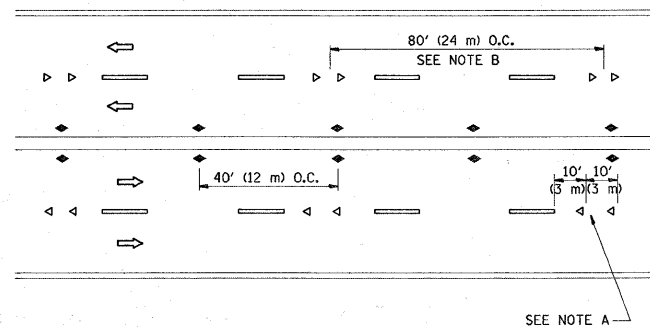 80' (24 m) O.C.
SEE NOTE B
40' (12 m) O.C.
10' 10'
(3 m) (3 m)
SEE NOTE A